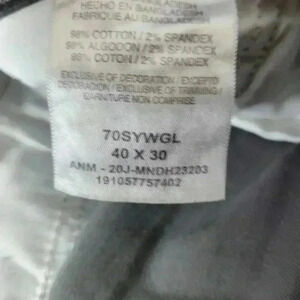 HECHO EN BANGLADESH
FABRIQUE AU BANGLADESH
98% COTTON / 2% SPANDEX
98% ALGODON / 2% SPANDEX
98% COTON / 2% SPANDEX
EXCLUSIVE OF DECORATION / EXCEPTO
DECORACION / EXCLUSIVE OF TRIMMING /
GARNITURE NON COMPRISE
70SYWGL
40 X 30
ANM - 20J-MNDH23203
191057757402